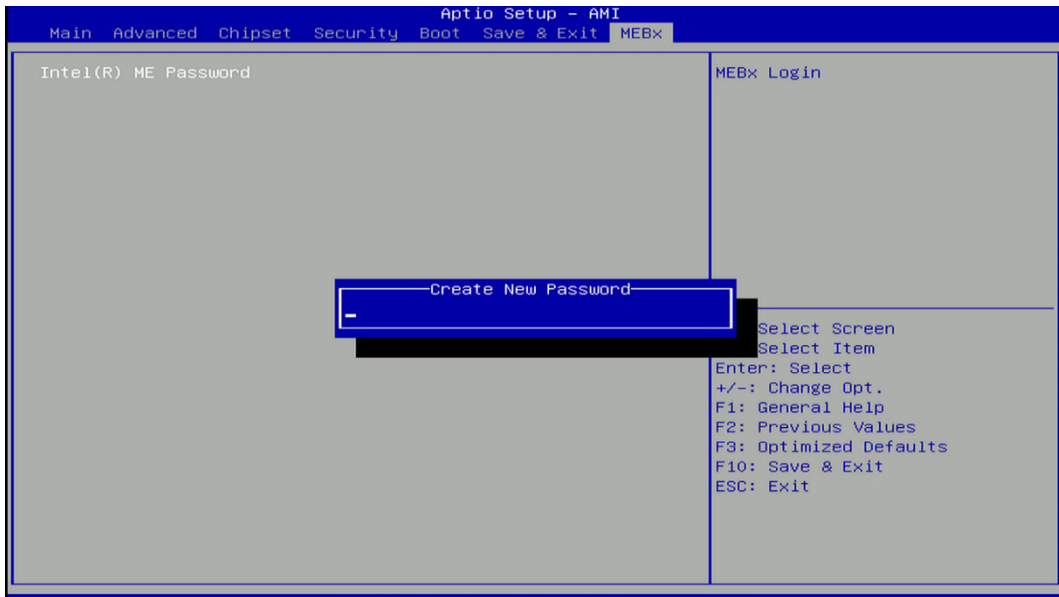 Aptio Setup – AMI
Main Advanced Chipset Security Boot Save & Exit MEBx
Intel(R) ME Password
MEBx Login
Create New Password
Select Screen
Select Item
Enter: Select
+/-: Change Opt.
F1: General Help
F2: Previous Values
F3: Optimized Defaults
F10: Save & Exit
ESC: Exit